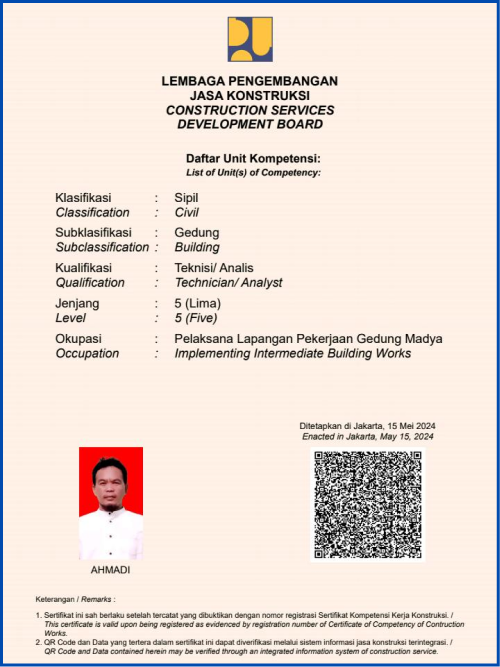 LEMBAGA PENGEMBANGAN
JASA KONSTRUKSI
CONSTRUCTION SERVICES
DEVELOPMENT BOARD
Daftar Unit Kompetensi:
List of Unit(s) of Competency:
Klasifikasi : Sipil
Classification : Civil
Subklasifikasi : Gedung
Subclassification : Building
Kualifikasi : Teknisi/ Analis
Qualification : Technician/ Analyst
Jenjang : 5 (Lima)
Level : 5 (Five)
Okupasi : Pelaksana Lapangan Pekerjaan Gedung Madya
Occupation : Implementing Intermediate Building Works
Ditetapkan di Jakarta, 15 Mei 2024
Enacted in Jakarta, May 15, 2024
AHMADI
Keterangan / Remarks :
1. Sertifikat ini sah berlaku setelah tercatat yang dibuktikan dengan nomor registrasi Sertifikat Kompetensi Kerja Konstruksi. /
This certificate is valid upon being registered as evidenced by registration number of Certificate of Competency of Contruction
Works.
2. QR Code dan Data yang tertera dalam sertifikat ini dapat diverifikasi melalui sistem informasi jasa konstruksi terintegrasi. /
QR Code and Data contained herein may be verified through an integrated information system of construction service.